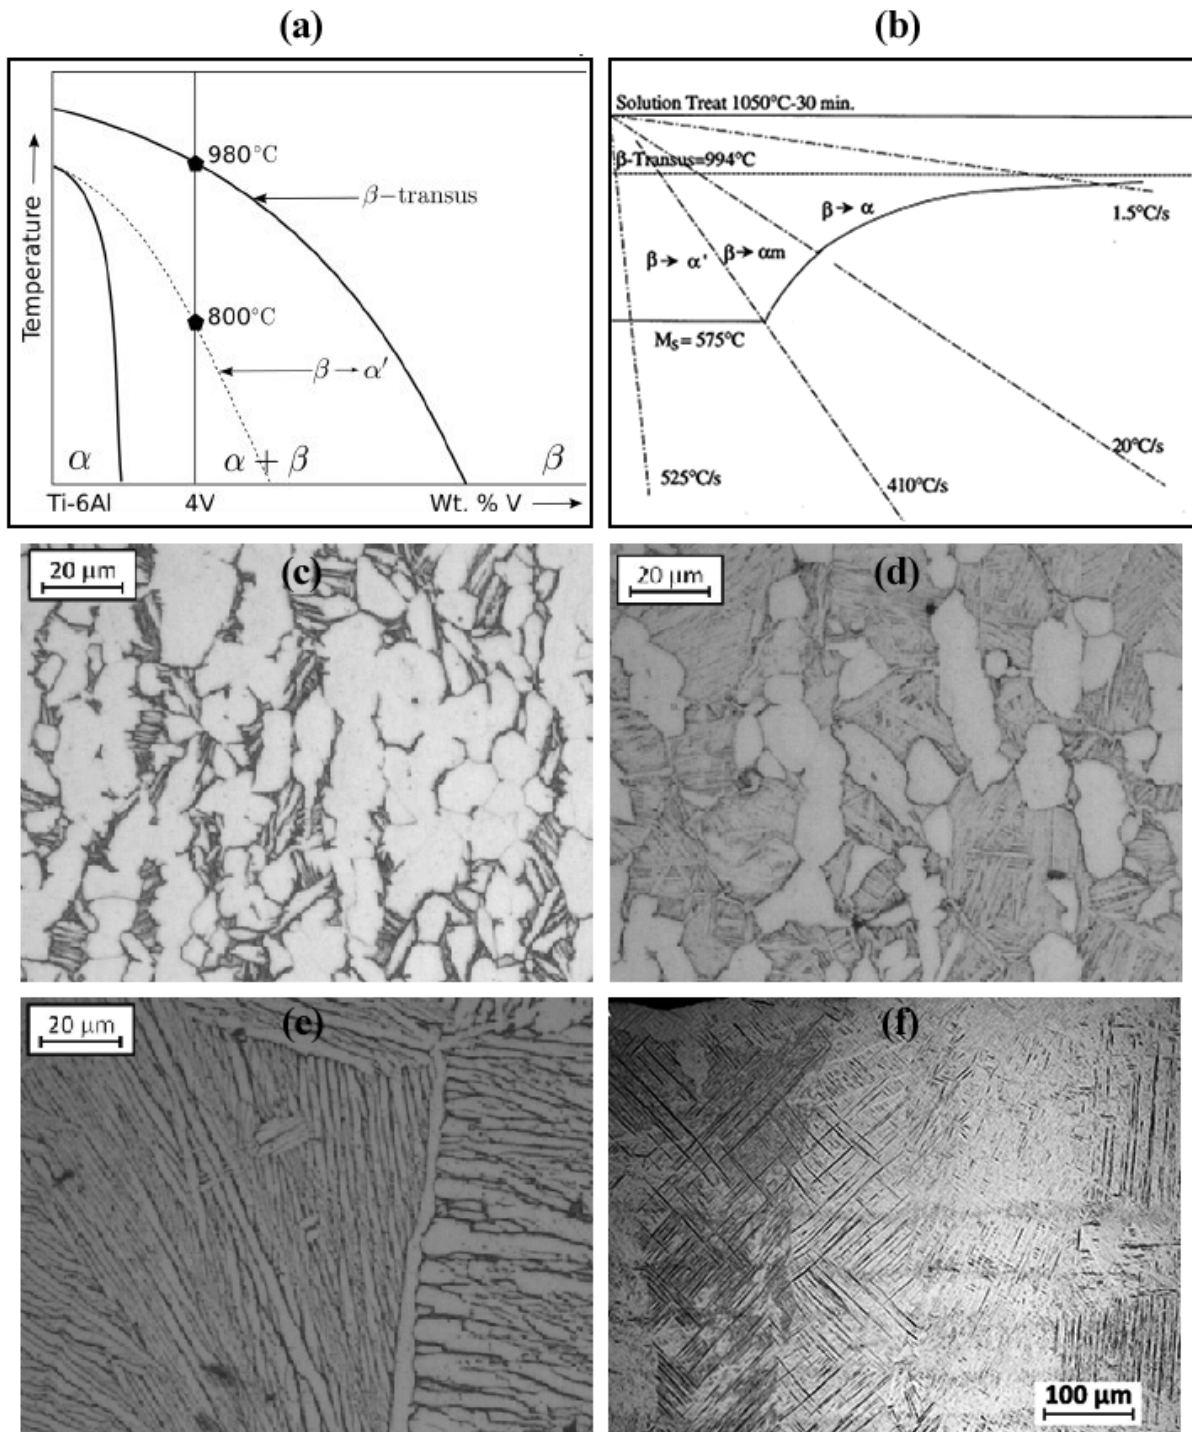 (a)
(b)
980°C
β−transus
800°C
β → α′
Temperature
α
α + β
β
Ti-6Al
4V
Wt. % V
Solution Treat 1050°C-30 min.
β-Transus=994°C
1.5°C/s
β→ α
β→ α'
β→ αm
Ms = 575°C
20°C/s
525°C/s
410°C/s
20 µm
(c)
20 µm
(d)
20 µm
(e)
(f)
100 µm